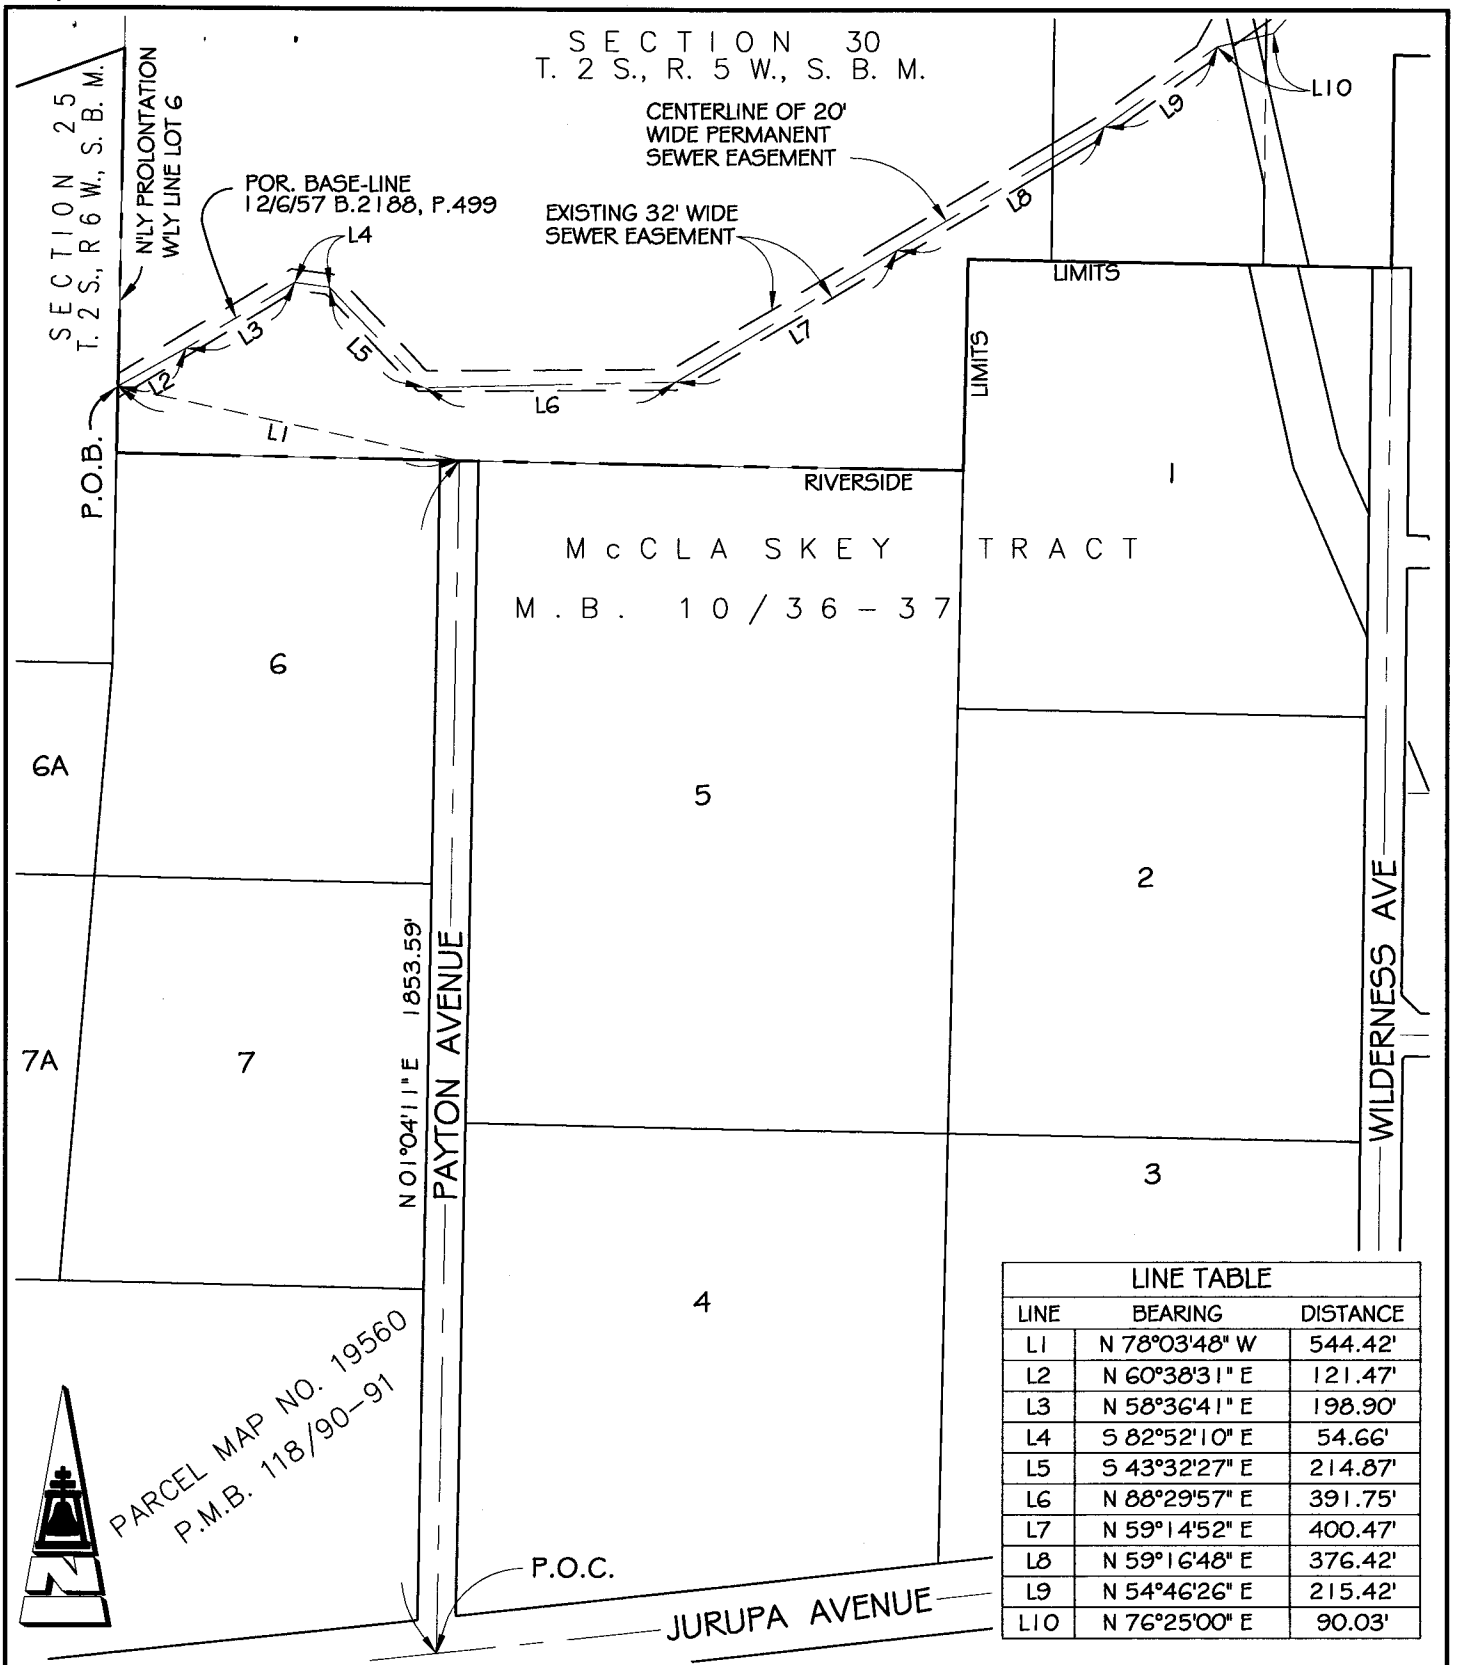 SECTION 30
T. 2 S., R. 5 W., S. B. M.
SECTION 25
T. 2 S., R 6 W., S. B. M.
N'LY PROLONTATION
W'LY LINE LOT 6
CENTERLINE OF 20'
WIDE PERMANENT
SEWER EASEMENT
POR. BASE-LINE
12/6/57 B.2188, P.499
EXISTING 32' WIDE
SEWER EASEMENT
L10
L9
L8
L4
L3
L5
L7
L2
L6
L1
LIMITS
LIMITS
P.O.B.
RIVERSIDE
1
McCLASKEY TRACT
M.B. 10/36-37
6
6A
5
2
7A
7
N 01°04'11" E 1853.59'
PAYTON AVENUE
WILDERNESS AVE
3
4
PARCEL MAP NO. 19560
P.M.B. 118/90-91
N
P.O.C.
JURUPA AVENUE
LINE TABLE
LINE BEARING DISTANCE
L1 N 78°03'48" W 544.42'
L2 N 60°38'31" E 121.47'
L3 N 58°36'41" E 198.90'
L4 S 82°52'10" E 54.66'
L5 S 43°32'27" E 214.87'
L6 N 88°29'57" E 391.75'
L7 N 59°14'52" E 400.47'
L8 N 59°16'48" E 376.42'
L9 N 54°46'26" E 215.42'
L10 N 76°25'00" E 90.03'